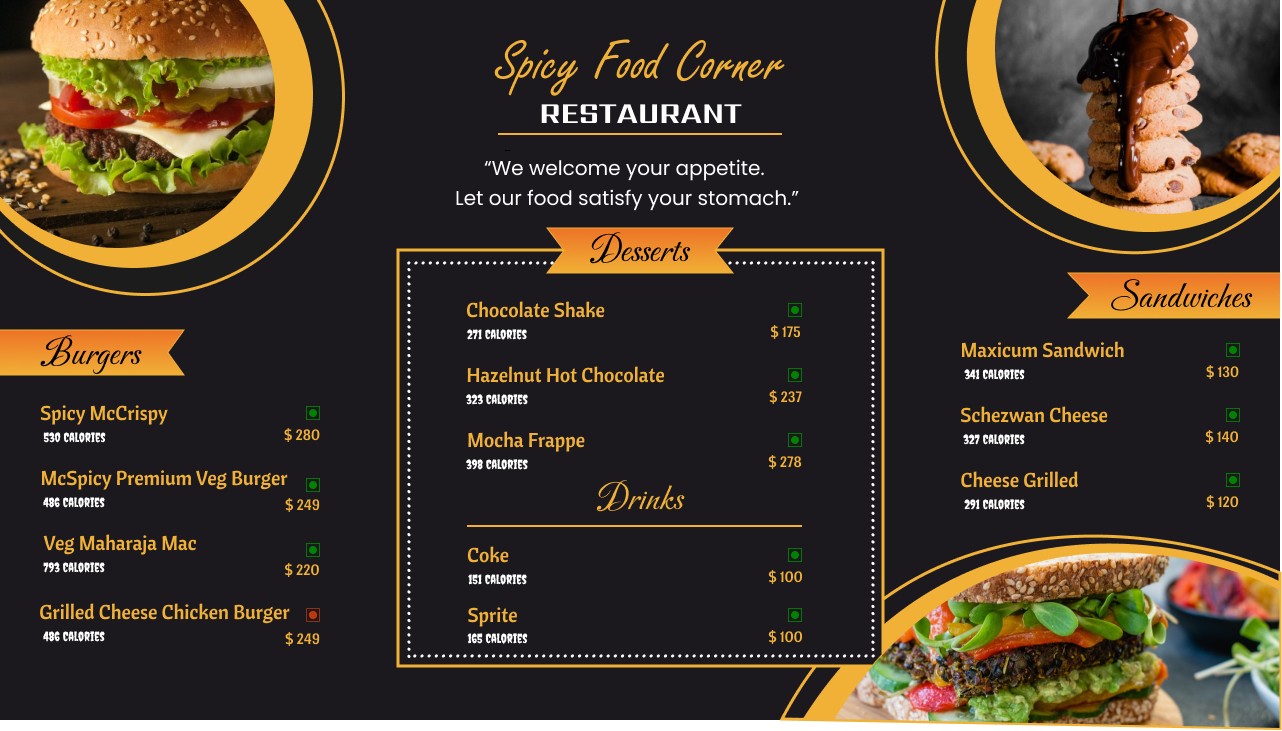 Spicy Food Corner
RESTAURANT
“We welcome your appetite.
Let our food satisfy your stomach.”
Burgers
Spicy McCrispy
530 CALORIES
$ 280
McSpicy Premium Veg Burger
486 CALORIES
$ 249
Veg Maharaja Mac
793 CALORIES
$ 220
Grilled Cheese Chicken Burger
486 CALORIES
$ 249
Desserts
Chocolate Shake
271 CALORIES
$ 175
Hazelnut Hot Chocolate
323 CALORIES
$ 237
Mocha Frappe
398 CALORIES
$ 278
Drinks
Coke
151 CALORIES
$ 100
Sprite
165 CALORIES
$ 100
Sandwiches
Maxicum Sandwich
341 CALORIES
$ 130
Schezwan Cheese
327 CALORIES
$ 140
Cheese Grilled
291 CALORIES
$ 120